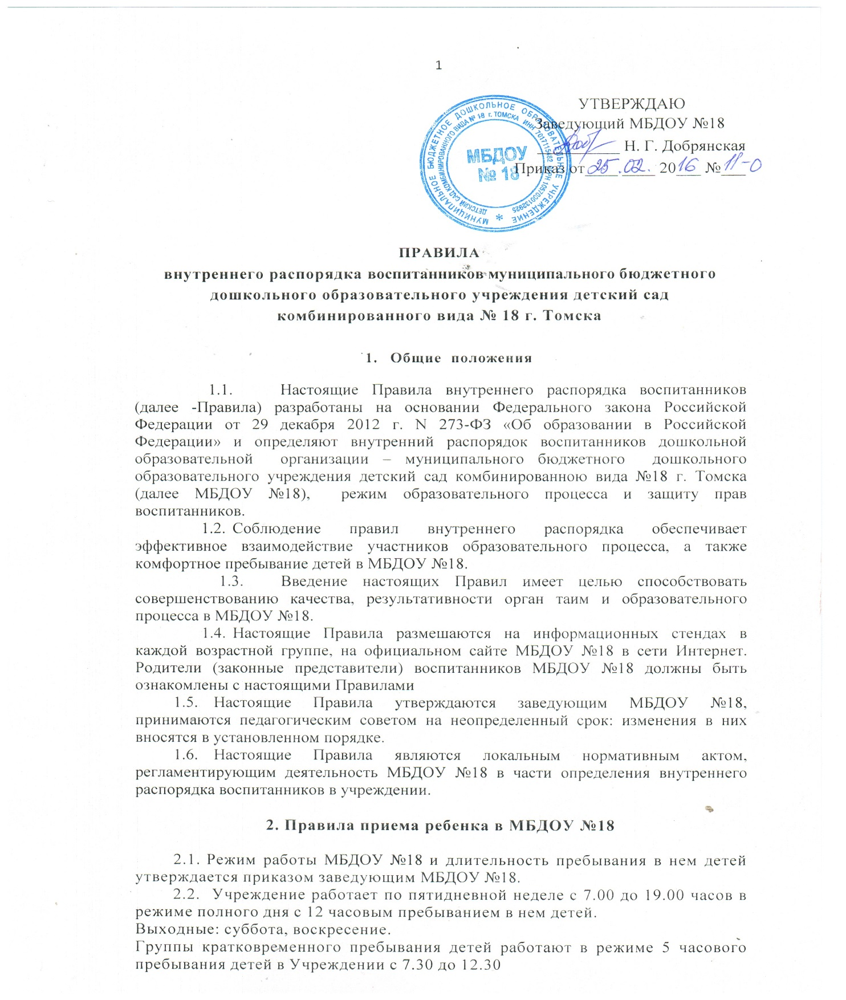 1
УТВЕРЖДАЮ
Заведующий МБДОУ №18
__________ Н. Г. Добрянская
Приказ от 25.02. 2016 №11-о
МУНИЦИПАЛЬНОЕ БЮДЖЕТНОЕ ДОШКОЛЬНОЕ ОБРАЗОВАТЕЛЬНОЕ УЧРЕЖДЕНИЕ *
ДЕТСКИЙ САД КОМБИНИРОВАННОГО ВИДА № 18 г. ТОМСКА ИНН 7017115482 ОГРН 1057000132925
МБДОУ
№ 18
ПРАВИЛА
внутреннего распорядка воспитанников муниципального бюджетного
дошкольного образовательного учреждения детский сад
комбинированного вида № 18 г. Томска
1. Общие положения
1.1. Настоящие Правила внутреннего распорядка воспитанников
(далее -Правила) разработаны на основании Федерального закона Российской
Федерации от 29 декабря 2012 г. N 273-ФЗ «Об образовании в Российской
Федерации» и определяют внутренний распорядок воспитанников дошкольной
образовательной организации – муниципального бюджетного дошкольного
образовательного учреждения детский сад комбинированною вида №18 г. Томска
(далее МБДОУ №18), режим образовательного процесса и защиту прав
воспитанников.
1.2. Соблюдение правил внутреннего распорядка обеспечивает
эффективное взаимодействие участников образовательного процесса, а также
комфортное пребывание детей в МБДОУ №18.
1.3. Введение настоящих Правил имеет целью способствовать
совершенствованию качества, результативности орган таим и образовательного
процесса в МБДОУ №18.
1.4. Настоящие Правила размешаются на информационных стендах в
каждой возрастной группе, на официальном сайте МБДОУ №18 в сети Интернет.
Родители (законные представители) воспитанников МБДОУ №18 должны быть
ознакомлены с настоящими Правилами
1.5. Настоящие Правила утверждаются заведующим МБДОУ №18,
принимаются педагогическим советом на неопределенный срок: изменения в них
вносятся в установленном порядке.
1.6. Настоящие Правила являются локальным нормативным актом,
регламентирующим деятельность МБДОУ №18 в части определения внутреннего
распорядка воспитанников в учреждении.
2. Правила приема ребенка в МБДОУ №18
2.1. Режим работы МБДОУ №18 и длительность пребывания в нем детей
утверждается приказом заведующим МБДОУ №18.
2.2. Учреждение работает по пятидневной неделе с 7.00 до 19.00 часов в
режиме полного дня с 12 часовым пребыванием в нем детей.
Выходные: суббота, воскресение.
Группы кратковременного пребывания детей работают в режиме 5 часового
пребывания детей в Учреждении с 7.30 до 12.30